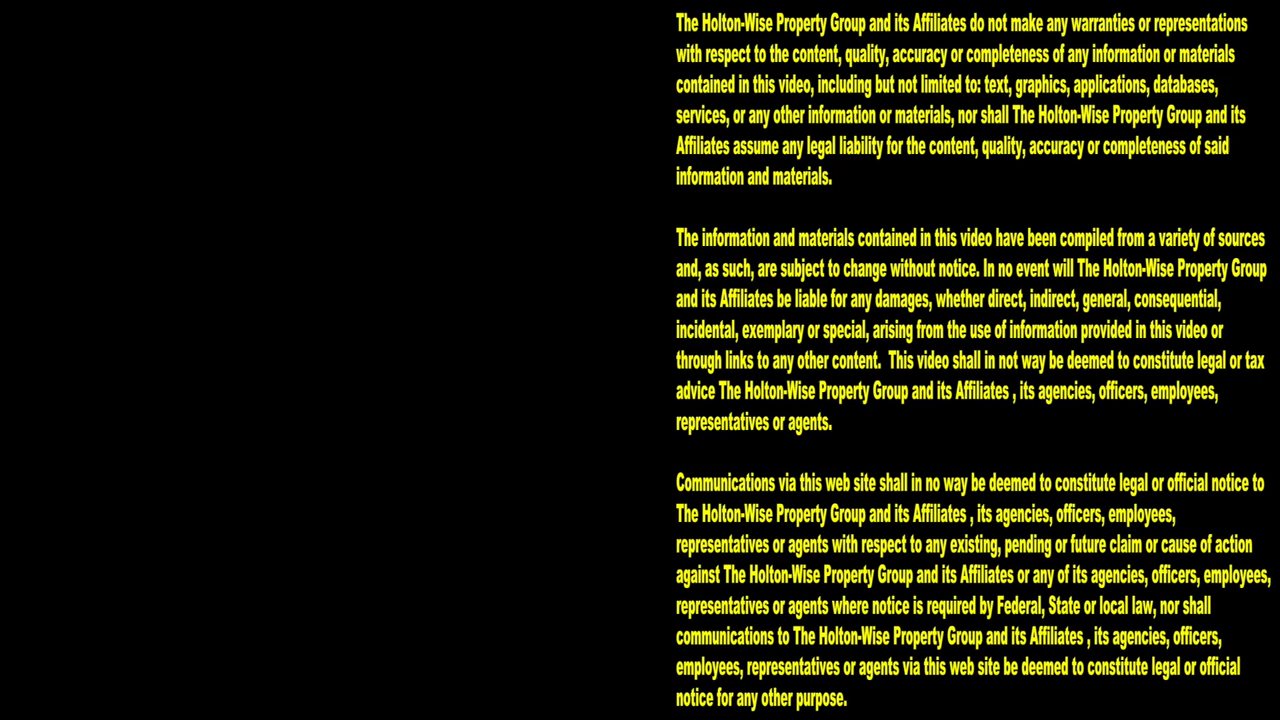 The Holton-Wise Property Group and its Affiliates do not make any warranties or representations
with respect to the content, quality, accuracy or completeness of any information or materials
contained in this video, including but not limited to: text, graphics, applications, databases,
services, or any other information or materials, nor shall The Holton-Wise Property Group and its
Affiliates assume any legal liability for the content, quality, accuracy or completeness of said
information and materials.
The information and materials contained in this video have been compiled from a variety of sources
and, as such, are subject to change without notice. In no event will The Holton-Wise Property Group
and its Affiliates be liable for any damages, whether direct, indirect, general, consequential,
incidental, exemplary or special, arising from the use of information provided in this video or
through links to any other content.  This video shall in not way be deemed to constitute legal or tax
advice The Holton-Wise Property Group and its Affiliates , its agencies, officers, employees,
representatives or agents.
Communications via this web site shall in no way be deemed to constitute legal or official notice to
The Holton-Wise Property Group and its Affiliates , its agencies, officers, employees,
representatives or agents with respect to any existing, pending or future claim or cause of action
against The Holton-Wise Property Group and its Affiliates or any of its agencies, officers, employees,
representatives or agents where notice is required by Federal, State or local law, nor shall
communications to The Holton-Wise Property Group and its Affiliates , its agencies, officers,
employees, representatives or agents via this web site be deemed to constitute legal or official
notice for any other purpose.